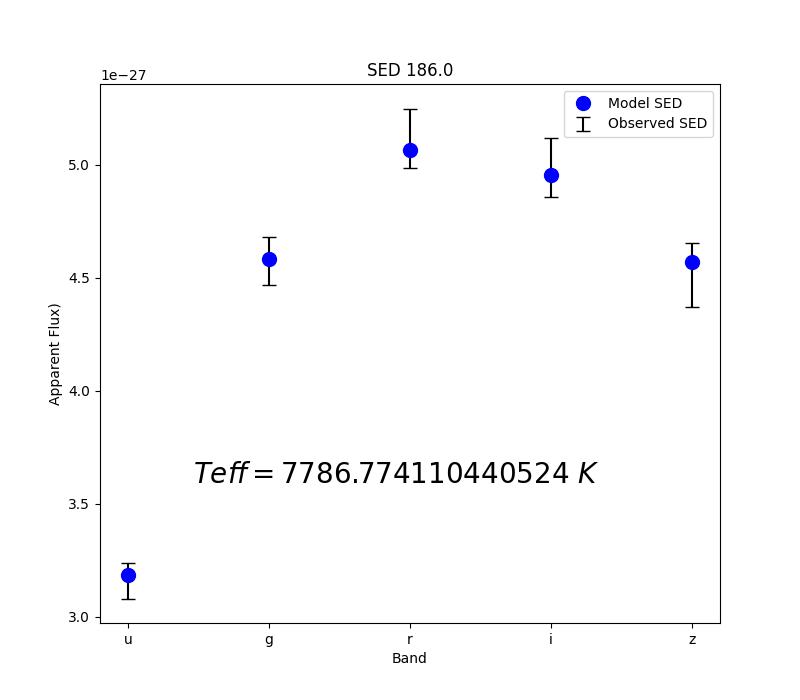 SED 186.0
1e−27
Model SED
Observed SED
5.0
4.5
4.0
3.5
3.0
Apparent Flux)
Teff = 7786.774110440524 K
u g r i z
Band